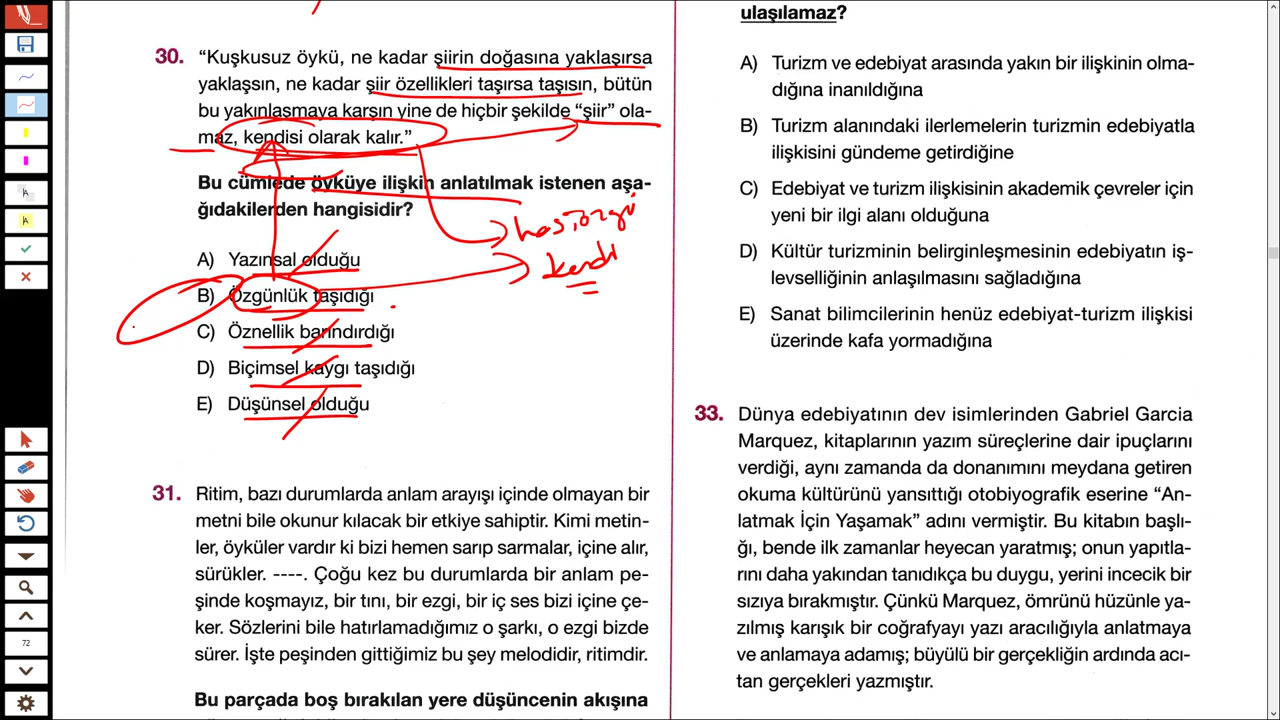 30. “Kuşkusuz öykü, ne kadar şiirin doğasına yaklaşırsa
yaklaşsın, ne kadar şiir özellikleri taşırsa taşısın, bütün
bu yakınlaşmaya karşın yine de hiçbir şekilde “şiir” ola-
maz, kendisi olarak kalır.”
Bu cümlede öyküye ilişkin anlatılmak istenen aşa-
ğıdakilerden hangisidir?
has, özgü
kendi
A) Yazınsal olduğu
B) Özgünlük taşıdığı
C) Öznellik barındırdığı
D) Biçimsel kaygı taşıdığı
E) Düşünsel olduğu
31. Ritim, bazı durumlarda anlam arayışı içinde olmayan bir
metni bile okunur kılacak bir etkiye sahiptir. Kimi metin-
ler, öyküler vardır ki bizi hemen sarıp sarmalar, içine alır,
sürükler. ----. Çoğu kez bu durumlarda bir anlam pe-
şinde koşmayız, bir tını, bir ezgi, bir iç ses bizi içine çe-
ker. Sözlerini bile hatırlamadığımız o şarkı, o ezgi bizde
sürer. İşte peşinden gittiğimiz bu şey melodidir, ritimdir.
Bu parçada boş bırakılan yere düşüncenin akışına
ulaşılamaz?
A) Turizm ve edebiyat arasında yakın bir ilişkinin olma-
dığına inanıldığına
B) Turizm alanındaki ilerlemelerin turizmin edebiyatla
ilişkisini gündeme getirdiğine
C) Edebiyat ve turizm ilişkisinin akademik çevreler için
yeni bir ilgi alanı olduğuna
D) Kültür turizminin belirginleşmesinin edebiyatın iş-
levselliğinin anlaşılmasını sağladığına
E) Sanat bilimcilerinin henüz edebiyat-turizm ilişkisi
üzerinde kafa yormadığına
33. Dünya edebiyatının dev isimlerinden Gabriel Garcia
Marquez, kitaplarının yazım süreçlerine dair ipuçlarını
verdiği, aynı zamanda da donanımını meydana getiren
okuma kültürünü yansıttığı otobiyografik eserine “An-
latmak İçin Yaşamak” adını vermiştir. Bu kitabın başlı-
ğı, bende ilk zamanlar heyecan yaratmış; onun yapıtla-
rını daha yakından tanıdıkça bu duygu, yerini incecik bir
sızıya bırakmıştır. Çünkü Marquez, ömrünü hüzünle ya-
zılmış karışık bir coğrafyayı yazı aracılığıyla anlatmaya
ve anlamaya adamış; büyülü bir gerçekliğin ardında acı-
tan gerçekleri yazmıştır.
A
A
72